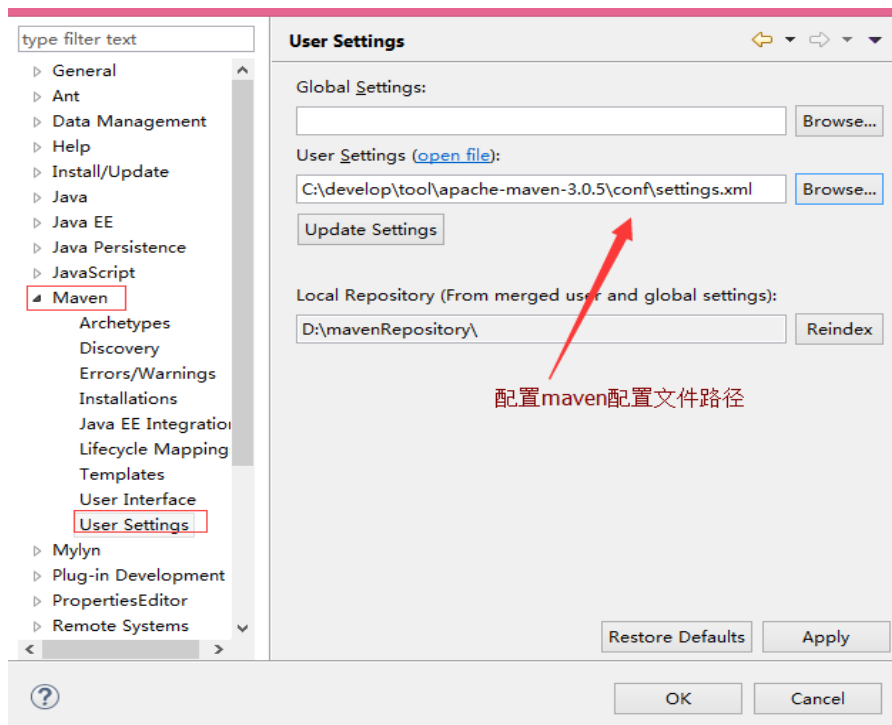 type filter text
General
Ant
Data Management
Help
Install/Update
Java
Java EE
Java Persistence
JavaScript
Maven
Archetypes
Discovery
Errors/Warnings
Installations
Java EE Integration
Lifecycle Mapping
Templates
User Interface
User Settings
Mylyn
Plug-in Development
PropertiesEditor
Remote Systems
User Settings
Global Settings:
Browse...
User Settings (open file):
C:\develop\tool\apache-maven-3.0.5\conf\settings.xml
Browse...
Update Settings
Local Repository (From merged user and global settings):
D:\mavenRepository\
Reindex
配置maven配置文件路径
Restore Defaults
Apply
?
OK
Cancel